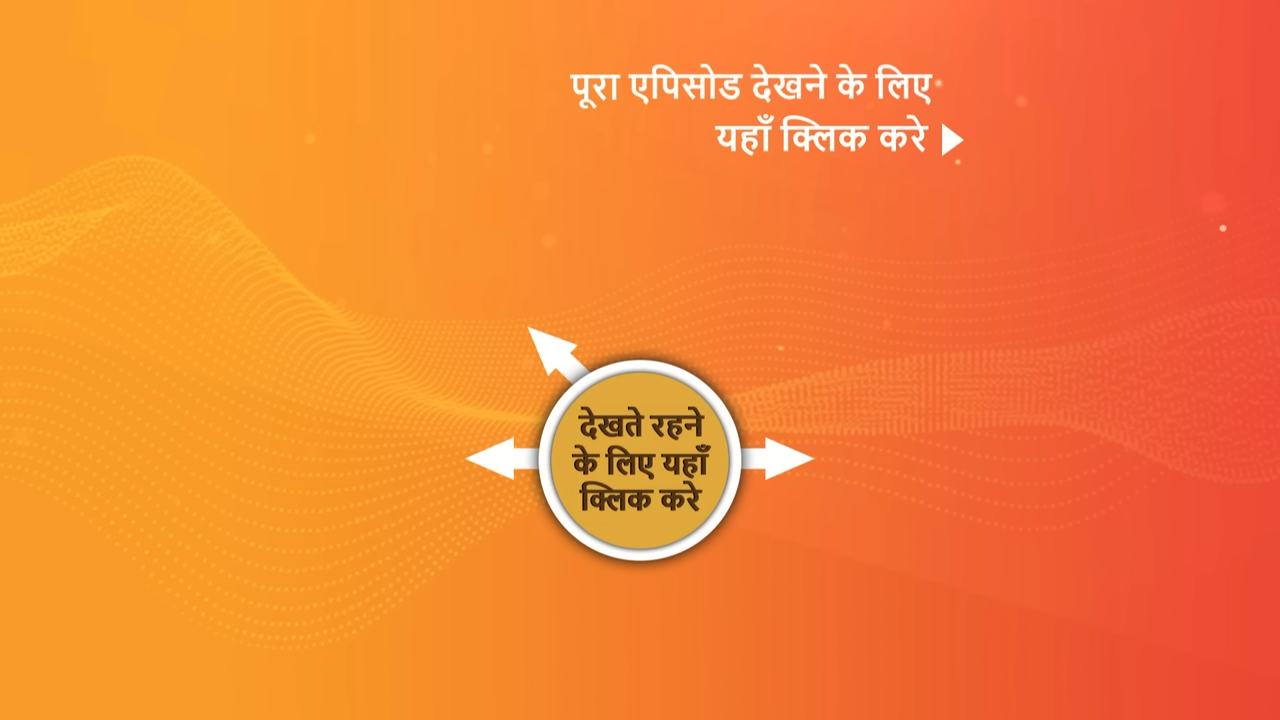 पूरा एपिसोड देखने के लिए
यहाँ क्लिक करे
देखते रहने
के लिए यहाँ
क्लिक करे